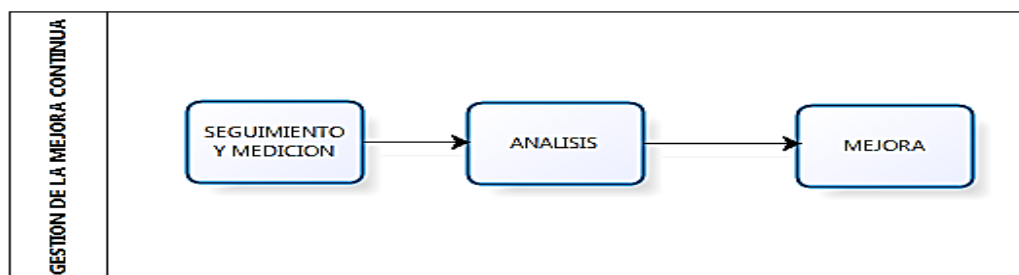 GESTION DE LA MEJORA CONTINUA
SEGUIMIENTO
Y MEDICION
ANALISIS
MEJORA